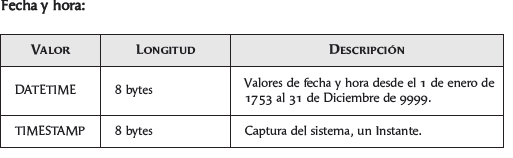 Fecha y hora:
VALOR LONGITUD DESCRIPCIÓN
DATETIME 8 bytes Valores de fecha y hora desde el 1 de enero de
1753 al 31 de Diciembre de 9999.
TIMESTAMP 8 bytes Captura del sistema, un Instante.